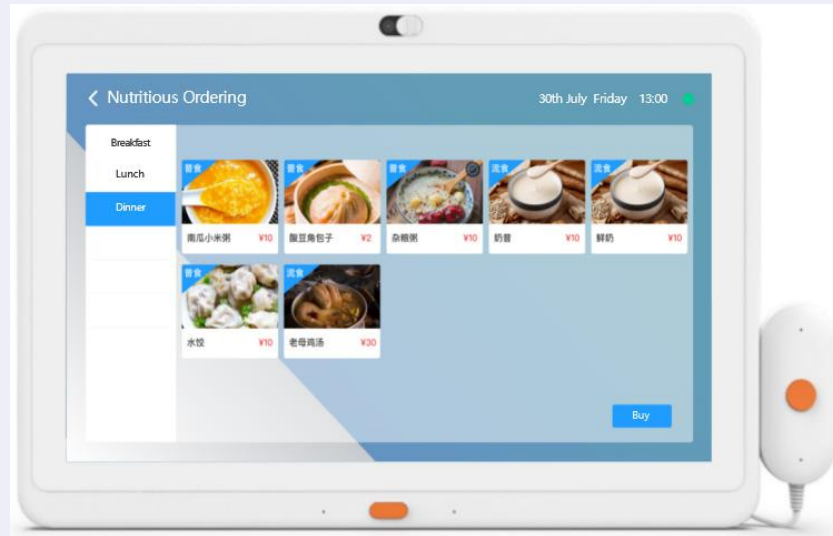 Nutritious Ordering
30th July Friday 13:00
Breakfast
Lunch
Dinner
普食
普食
普食
流食
流食
南瓜小米粥 ¥10
酸豆角包子 ¥2
杂粮粥 ¥10
奶昔 ¥10
鲜奶 ¥10
普食
流食
水饺 ¥10
老母鸡汤 ¥30
Buy